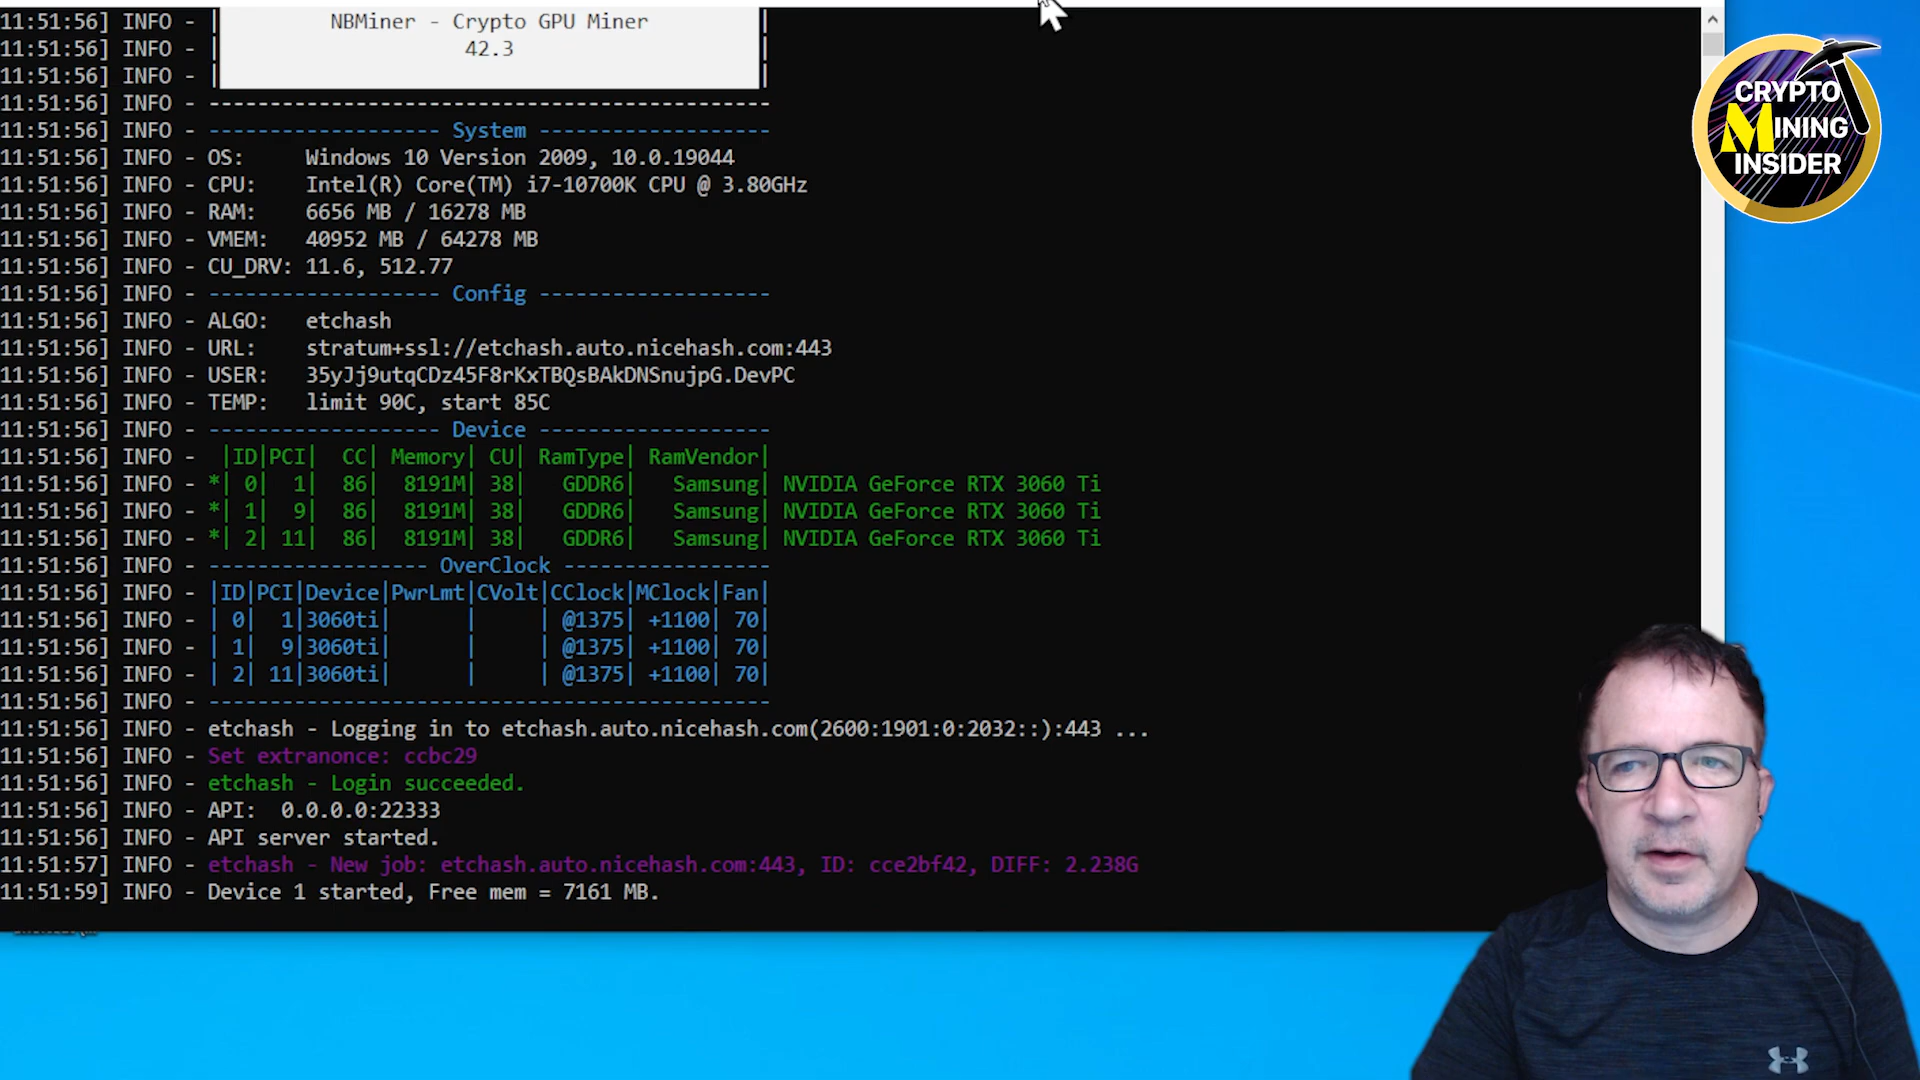 11:51:56] INFO - | NBMiner - Crypto GPU Miner |
11:51:56] INFO - | 42.3 |
11:51:56] INFO - | |
11:51:56] INFO - ----------------------------------------------
11:51:56] INFO - ------------------- System -------------------
11:51:56] INFO - OS: Windows 10 Version 2009, 10.0.19044
11:51:56] INFO - CPU: Intel(R) Core(TM) i7-10700K CPU @ 3.80GHz
11:51:56] INFO - RAM: 6656 MB / 16278 MB
11:51:56] INFO - VMEM: 40952 MB / 64278 MB
11:51:56] INFO - CU_DRV: 11.6, 512.77
11:51:56] INFO - ------------------- Config -------------------
11:51:56] INFO - ALGO: etchash
11:51:56] INFO - URL: stratum+ssl://etchash.auto.nicehash.com:443
11:51:56] INFO - USER: 35yJj9utqCDz45F8rKxTBQsBAkDNSnujpG.DevPC
11:51:56] INFO - TEMP: limit 90C, start 85C
11:51:56] INFO - ------------------- Device -------------------
11:51:56] INFO - |ID|PCI| CC| Memory| CU| RamType| RamVendor|
11:51:56] INFO - *| 0| 1| 86| 8191M| 38| GDDR6| Samsung| NVIDIA GeForce RTX 3060 Ti
11:51:56] INFO - *| 1| 9| 86| 8191M| 38| GDDR6| Samsung| NVIDIA GeForce RTX 3060 Ti
11:51:56] INFO - *| 2| 11| 86| 8191M| 38| GDDR6| Samsung| NVIDIA GeForce RTX 3060 Ti
11:51:56] INFO - ------------------ OverClock -----------------
11:51:56] INFO - |ID|PCI|Device|PwrLmt|CVolt|CClock|MClock|Fan|
11:51:56] INFO - | 0| 1|3060ti| | | @1375| +1100| 70|
11:51:56] INFO - | 1| 9|3060ti| | | @1375| +1100| 70|
11:51:56] INFO - | 2| 11|3060ti| | | @1375| +1100| 70|
11:51:56] INFO - ----------------------------------------------
11:51:56] INFO - etchash - Logging in to etchash.auto.nicehash.com(2600:1901:0:2032::):443 ...
11:51:56] INFO - Set extranonce: ccbc29
11:51:56] INFO - etchash - Login succeeded.
11:51:56] INFO - API: 0.0.0.0:22333
11:51:56] INFO - API server started.
11:51:57] INFO - etchash - New job: etchash.auto.nicehash.com:443, ID: cce2bf42, DIFF: 2.238G
11:51:59] INFO - Device 1 started, Free mem = 7161 MB.
CRYPTO
MINING
INSIDER